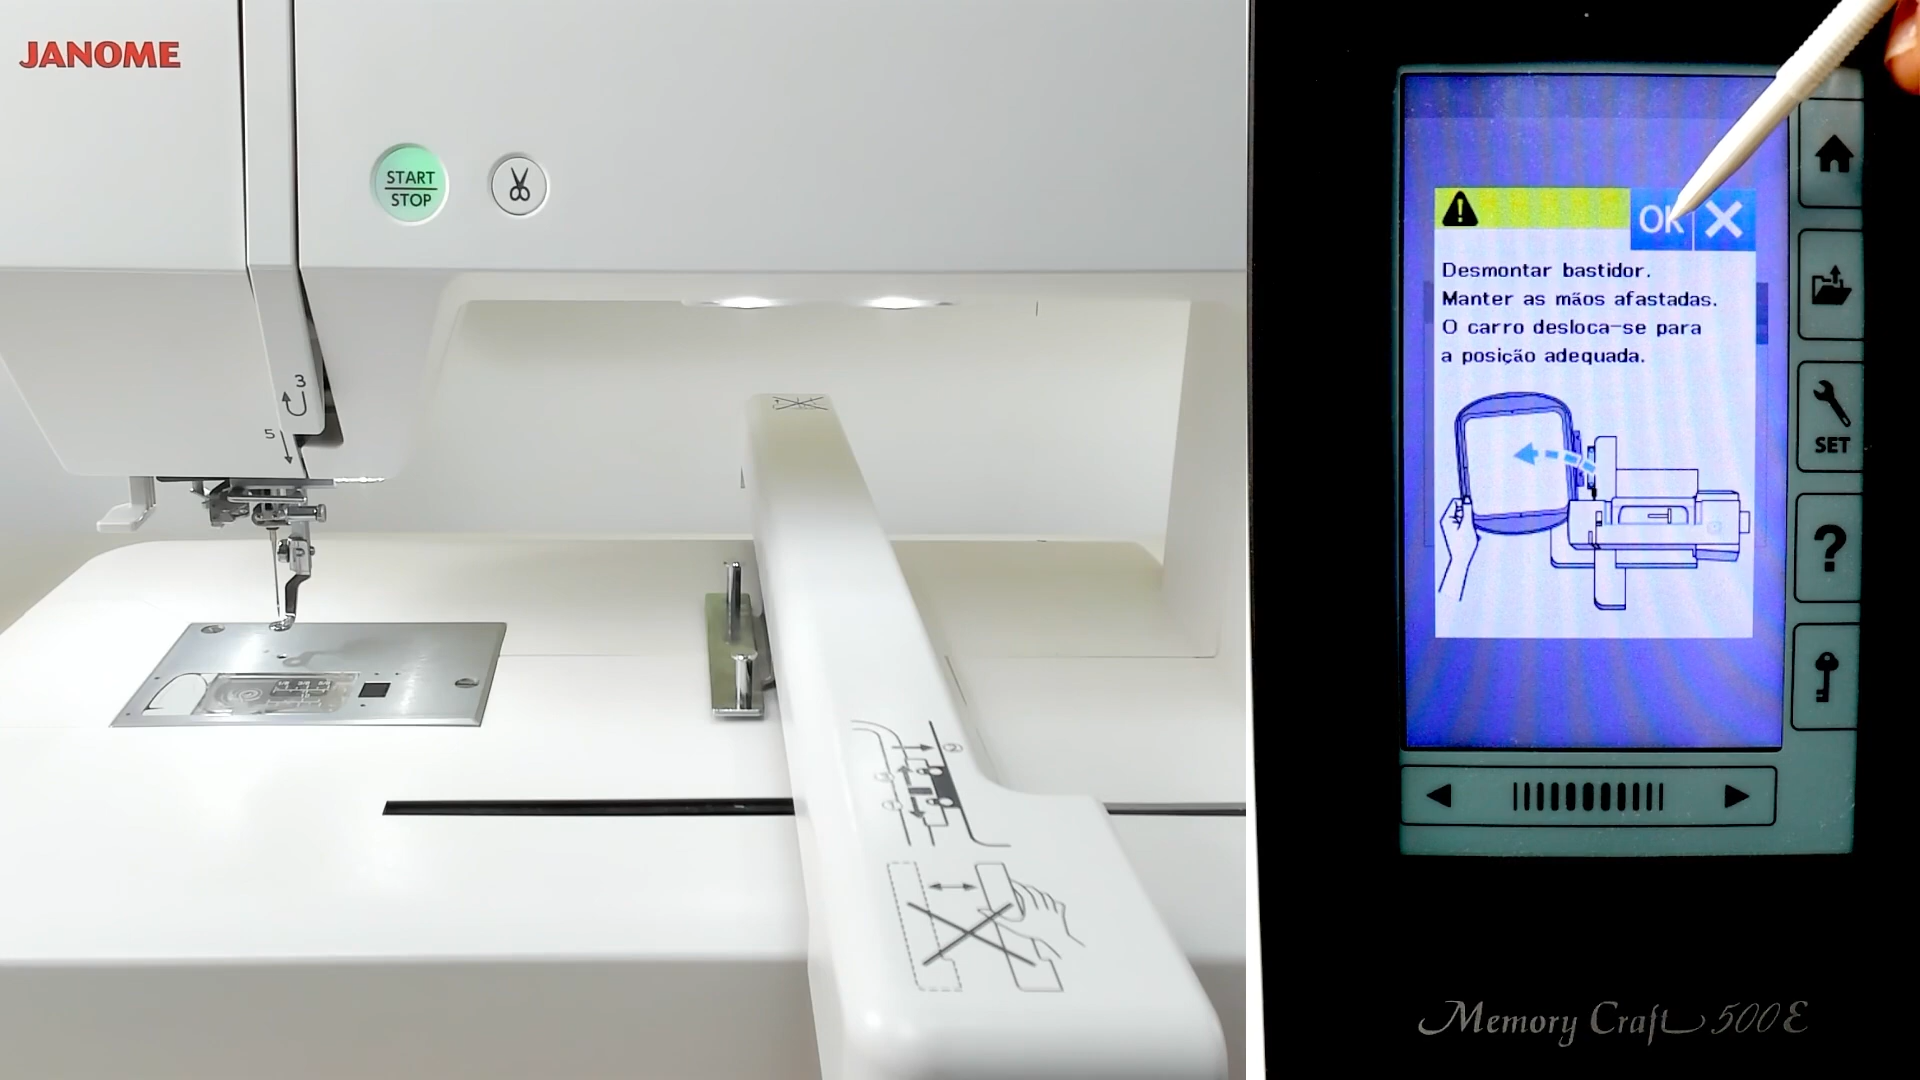 JANOME
START
STOP
3
5
OK
Desmontar bastidor.
Manter as mãos afastadas.
O carro desloca-se para
a posição adequada.
SET
?
Memory Craft 500E